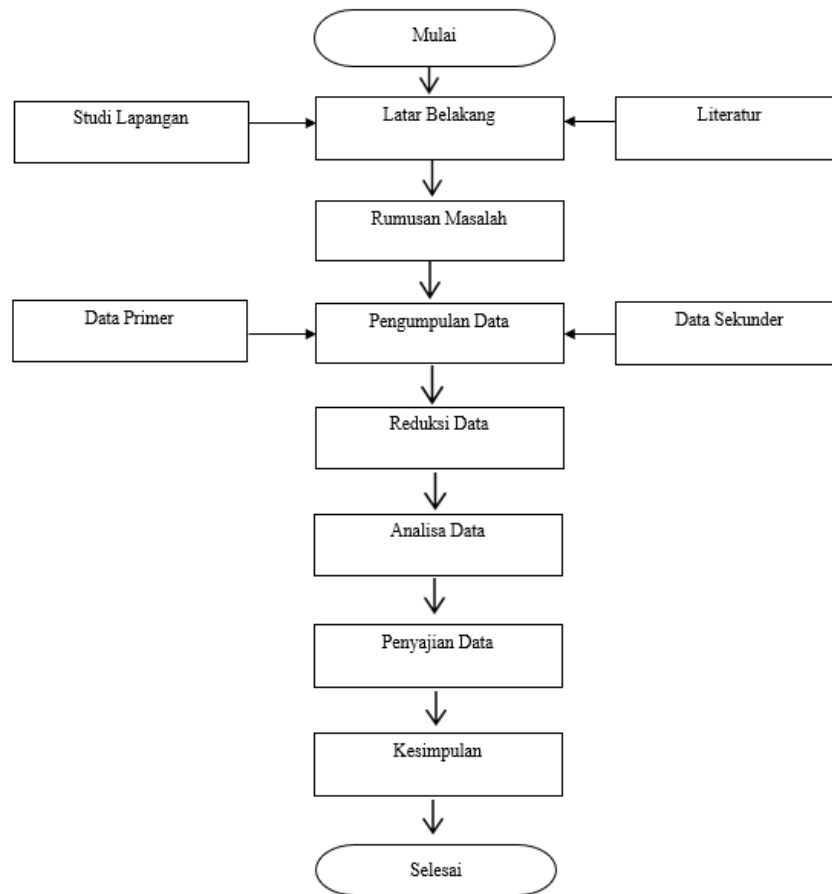 Mulai
Studi Lapangan
Latar Belakang
Literatur
Rumusan Masalah
Data Primer
Pengumpulan Data
Data Sekunder
Reduksi Data
Analisa Data
Penyajian Data
Kesimpulan
Selesai